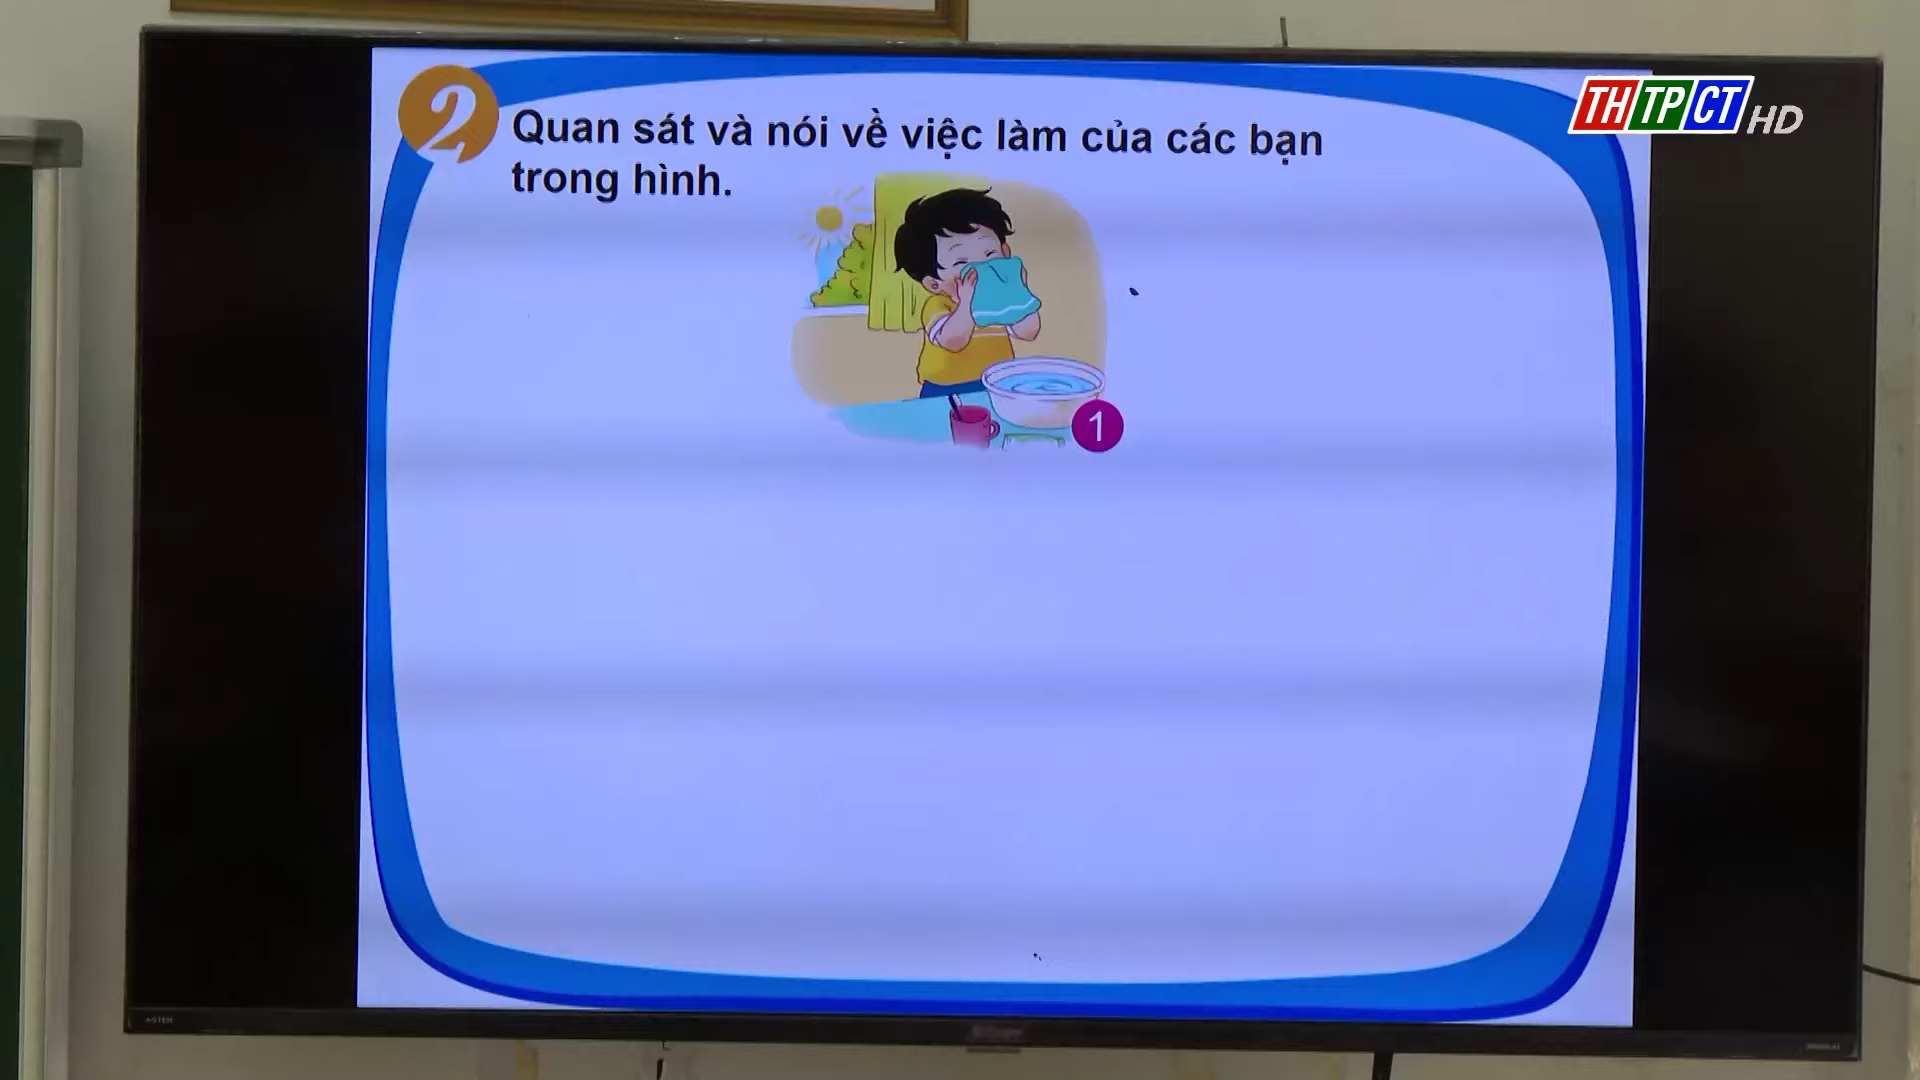 2
Quan sát và nói về việc làm của các bạn
trong hình.
1
THTPCT HD